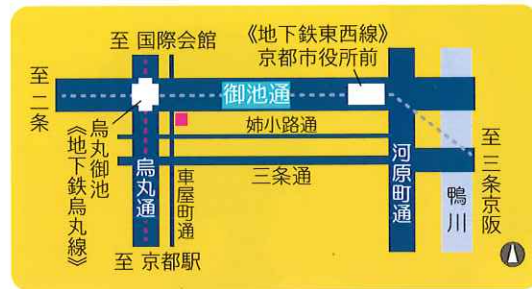 至 国際会館
《地下鉄東西線》
京都市役所前
至 二条
御池通
烏丸御池
《地下鉄烏丸線》
烏丸通
車屋町通
姉小路通
三条通
河原町通
鴨川
至 三条京阪
至 京都駅